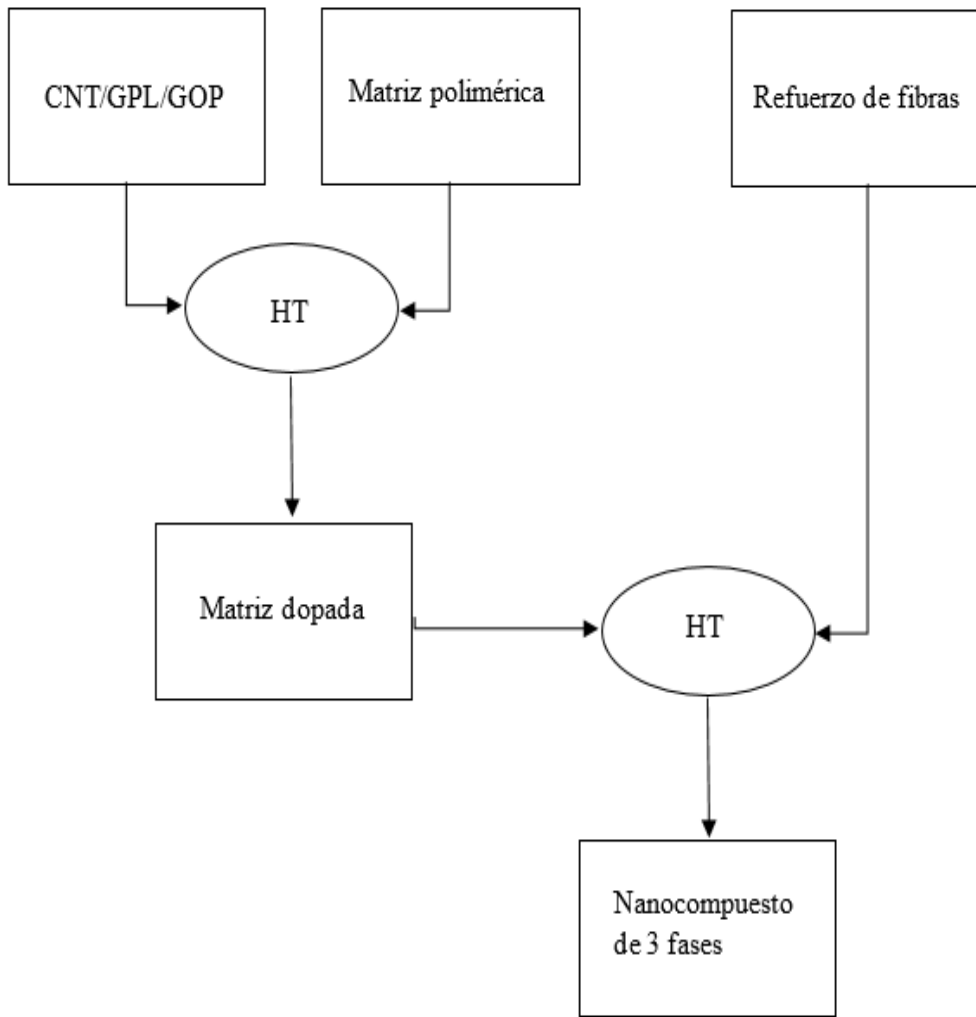 CNT/GPL/GOP
Matriz polimérica
Refuerzo de fibras
HT
Matriz dopada
HT
Nanocompuesto
de 3 fases